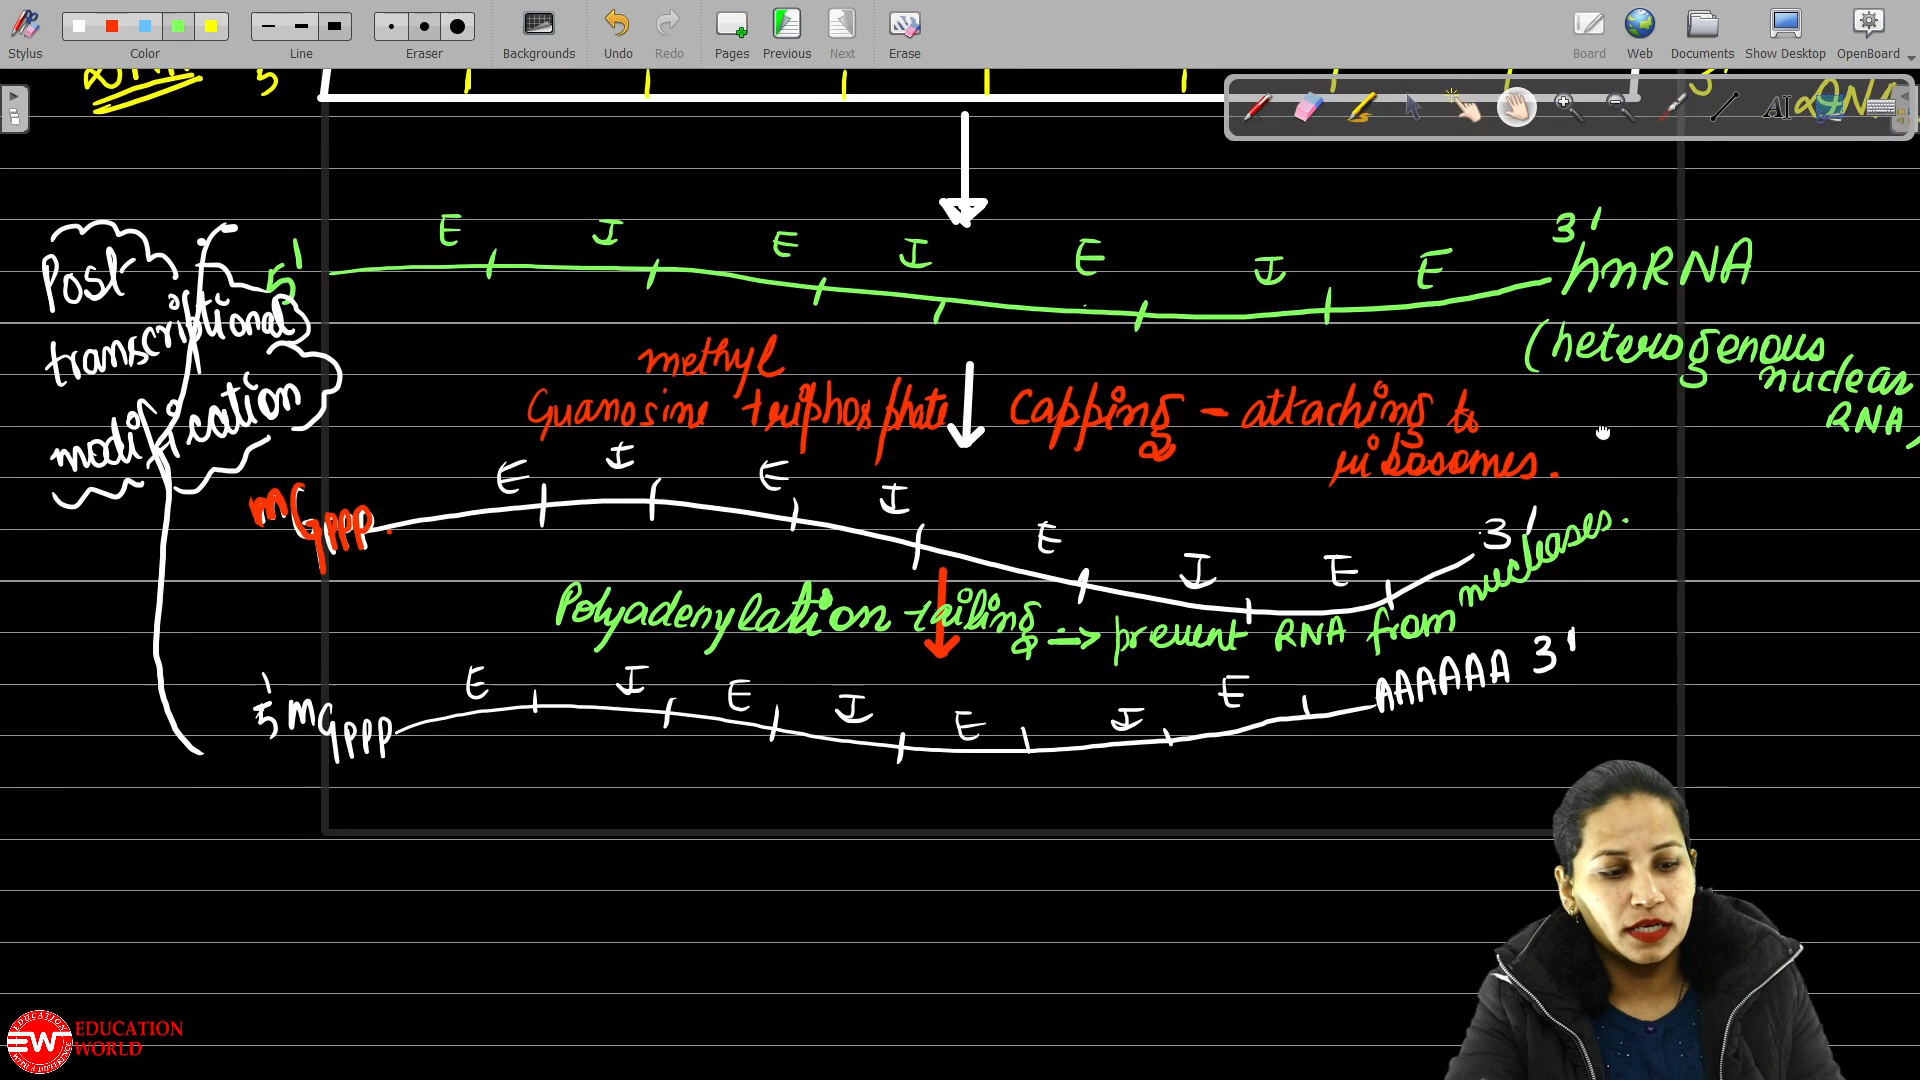 Stylus
Color
Line
Eraser
Backgrounds
Undo
Redo
Pages
Previous
Next
Erase
Board
Web
Documents
Show Desktop
OpenBoard
5
3'
DNA
E I E I E I E
3'
5'
hnRNA
(heterogenous
nuclear
RNA)
Post
transcriptional
modification
methyl
Guanosine triphosphate
Capping - attaching to
ribosomes.
E I E I E I E
mGppp
3'
Polyadenylation tailing => prevent RNA from nucleases.
E I E I E I E
5' mGppp
AAAAAA 3'
EDUCATION
WORLD